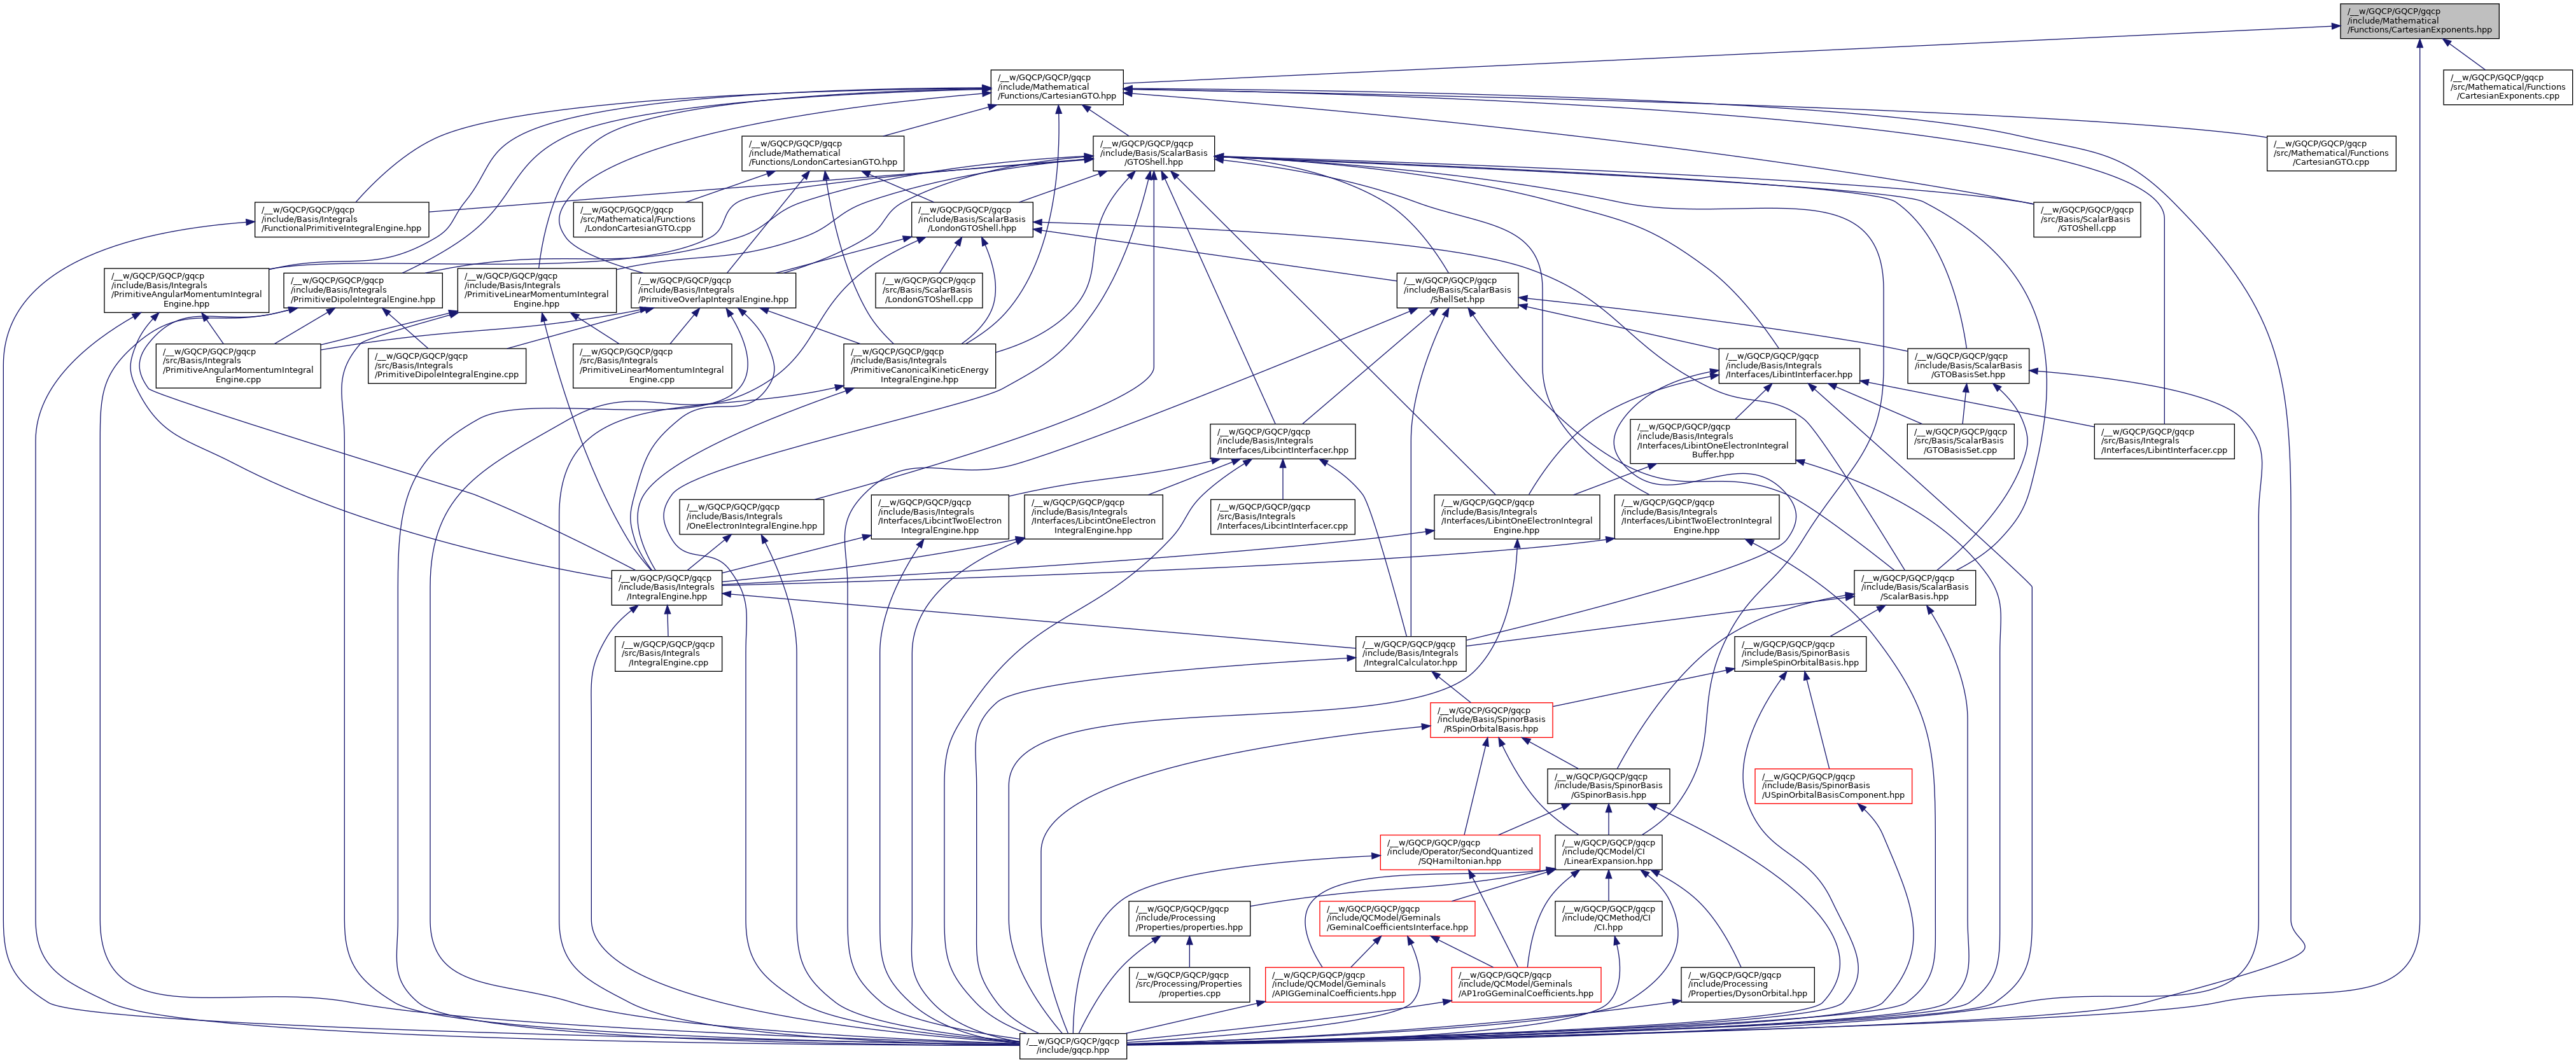 /__w/GQCP/GQCP/gqcp
/include/Mathematical
/Functions/CartesianExponents.hpp
/__w/GQCP/GQCP/gqcp
/include/Mathematical
/Functions/CartesianGTO.hpp
/__w/GQCP/GQCP/gqcp
/src/Mathematical/Functions
/CartesianExponents.cpp
/__w/GQCP/GQCP/gqcp
/include/Mathematical
/Functions/LondonCartesianGTO.hpp
/__w/GQCP/GQCP/gqcp
/include/Basis/ScalarBasis
/GTOShell.hpp
/__w/GQCP/GQCP/gqcp
/src/Mathematical/Functions
/CartesianGTO.cpp
/__w/GQCP/GQCP/gqcp
/include/Basis/Integrals
/FunctionalPrimitiveIntegralEngine.hpp
/__w/GQCP/GQCP/gqcp
/src/Mathematical/Functions
/LondonCartesianGTO.cpp
/__w/GQCP/GQCP/gqcp
/include/Basis/ScalarBasis
/LondonGTOShell.hpp
/__w/GQCP/GQCP/gqcp
/src/Basis/ScalarBasis
/GTOShell.cpp
/__w/GQCP/GQCP/gqcp
/include/Basis/Integrals
/PrimitiveAngularMomentumIntegral
Engine.hpp
/__w/GQCP/GQCP/gqcp
/include/Basis/Integrals
/PrimitiveDipoleIntegralEngine.hpp
/__w/GQCP/GQCP/gqcp
/include/Basis/Integrals
/PrimitiveLinearMomentumIntegral
Engine.hpp
/__w/GQCP/GQCP/gqcp
/include/Basis/Integrals
/PrimitiveOverlapIntegralEngine.hpp
/__w/GQCP/GQCP/gqcp
/src/Basis/ScalarBasis
/LondonGTOShell.cpp
/__w/GQCP/GQCP/gqcp
/include/Basis/ScalarBasis
/ShellSet.hpp
/__w/GQCP/GQCP/gqcp
/src/Basis/Integrals
/PrimitiveAngularMomentumIntegral
Engine.cpp
/__w/GQCP/GQCP/gqcp
/src/Basis/Integrals
/PrimitiveDipoleIntegralEngine.cpp
/__w/GQCP/GQCP/gqcp
/src/Basis/Integrals
/PrimitiveLinearMomentumIntegral
Engine.cpp
/__w/GQCP/GQCP/gqcp
/include/Basis/Integrals
/PrimitiveCanonicalKineticEnergy
IntegralEngine.hpp
/__w/GQCP/GQCP/gqcp
/include/Basis/Integrals
/Interfaces/LibintInterfacer.hpp
/__w/GQCP/GQCP/gqcp
/include/Basis/ScalarBasis
/GTOBasisSet.hpp
/__w/GQCP/GQCP/gqcp
/include/Basis/Integrals
/Interfaces/LibcintInterfacer.hpp
/__w/GQCP/GQCP/gqcp
/include/Basis/Integrals
/Interfaces/LibintOneElectronIntegral
Buffer.hpp
/__w/GQCP/GQCP/gqcp
/src/Basis/ScalarBasis
/GTOBasisSet.cpp
/__w/GQCP/GQCP/gqcp
/src/Basis/Integrals
/Interfaces/LibintInterfacer.cpp
/__w/GQCP/GQCP/gqcp
/include/Basis/Integrals
/OneElectronIntegralEngine.hpp
/__w/GQCP/GQCP/gqcp
/include/Basis/Integrals
/Interfaces/LibcintTwoElectron
IntegralEngine.hpp
/__w/GQCP/GQCP/gqcp
/include/Basis/Integrals
/Interfaces/LibcintOneElectron
IntegralEngine.hpp
/__w/GQCP/GQCP/gqcp
/src/Basis/Integrals
/Interfaces/LibcintInterfacer.cpp
/__w/GQCP/GQCP/gqcp
/include/Basis/Integrals
/Interfaces/LibintOneElectronIntegral
Engine.hpp
/__w/GQCP/GQCP/gqcp
/include/Basis/Integrals
/Interfaces/LibintTwoElectronIntegral
Engine.hpp
/__w/GQCP/GQCP/gqcp
/include/Basis/Integrals
/IntegralEngine.hpp
/__w/GQCP/GQCP/gqcp
/include/Basis/ScalarBasis
/ScalarBasis.hpp
/__w/GQCP/GQCP/gqcp
/src/Basis/Integrals
/IntegralEngine.cpp
/__w/GQCP/GQCP/gqcp
/include/Basis/Integrals
/IntegralCalculator.hpp
/__w/GQCP/GQCP/gqcp
/include/Basis/SpinorBasis
/SimpleSpinOrbitalBasis.hpp
/__w/GQCP/GQCP/gqcp
/include/Basis/SpinorBasis
/RSpinOrbitalBasis.hpp
/__w/GQCP/GQCP/gqcp
/include/Basis/SpinorBasis
/GSpinorBasis.hpp
/__w/GQCP/GQCP/gqcp
/include/Basis/SpinorBasis
/USpinOrbitalBasisComponent.hpp
/__w/GQCP/GQCP/gqcp
/include/Operator/SecondQuantized
/SQHamiltonian.hpp
/__w/GQCP/GQCP/gqcp
/include/QCModel/CI
/LinearExpansion.hpp
/__w/GQCP/GQCP/gqcp
/include/Processing
/Properties/properties.hpp
/__w/GQCP/GQCP/gqcp
/include/QCModel/Geminals
/GeminalCoefficientsInterface.hpp
/__w/GQCP/GQCP/gqcp
/include/QCMethod/CI
/CI.hpp
/__w/GQCP/GQCP/gqcp
/src/Processing/Properties
/properties.cpp
/__w/GQCP/GQCP/gqcp
/include/QCModel/Geminals
/APIGGeminalCoefficients.hpp
/__w/GQCP/GQCP/gqcp
/include/QCModel/Geminals
/AP1roGGeminalCoefficients.hpp
/__w/GQCP/GQCP/gqcp
/include/Processing
/Properties/DysonOrbital.hpp
/__w/GQCP/GQCP/gqcp
/include/gqcp.hpp